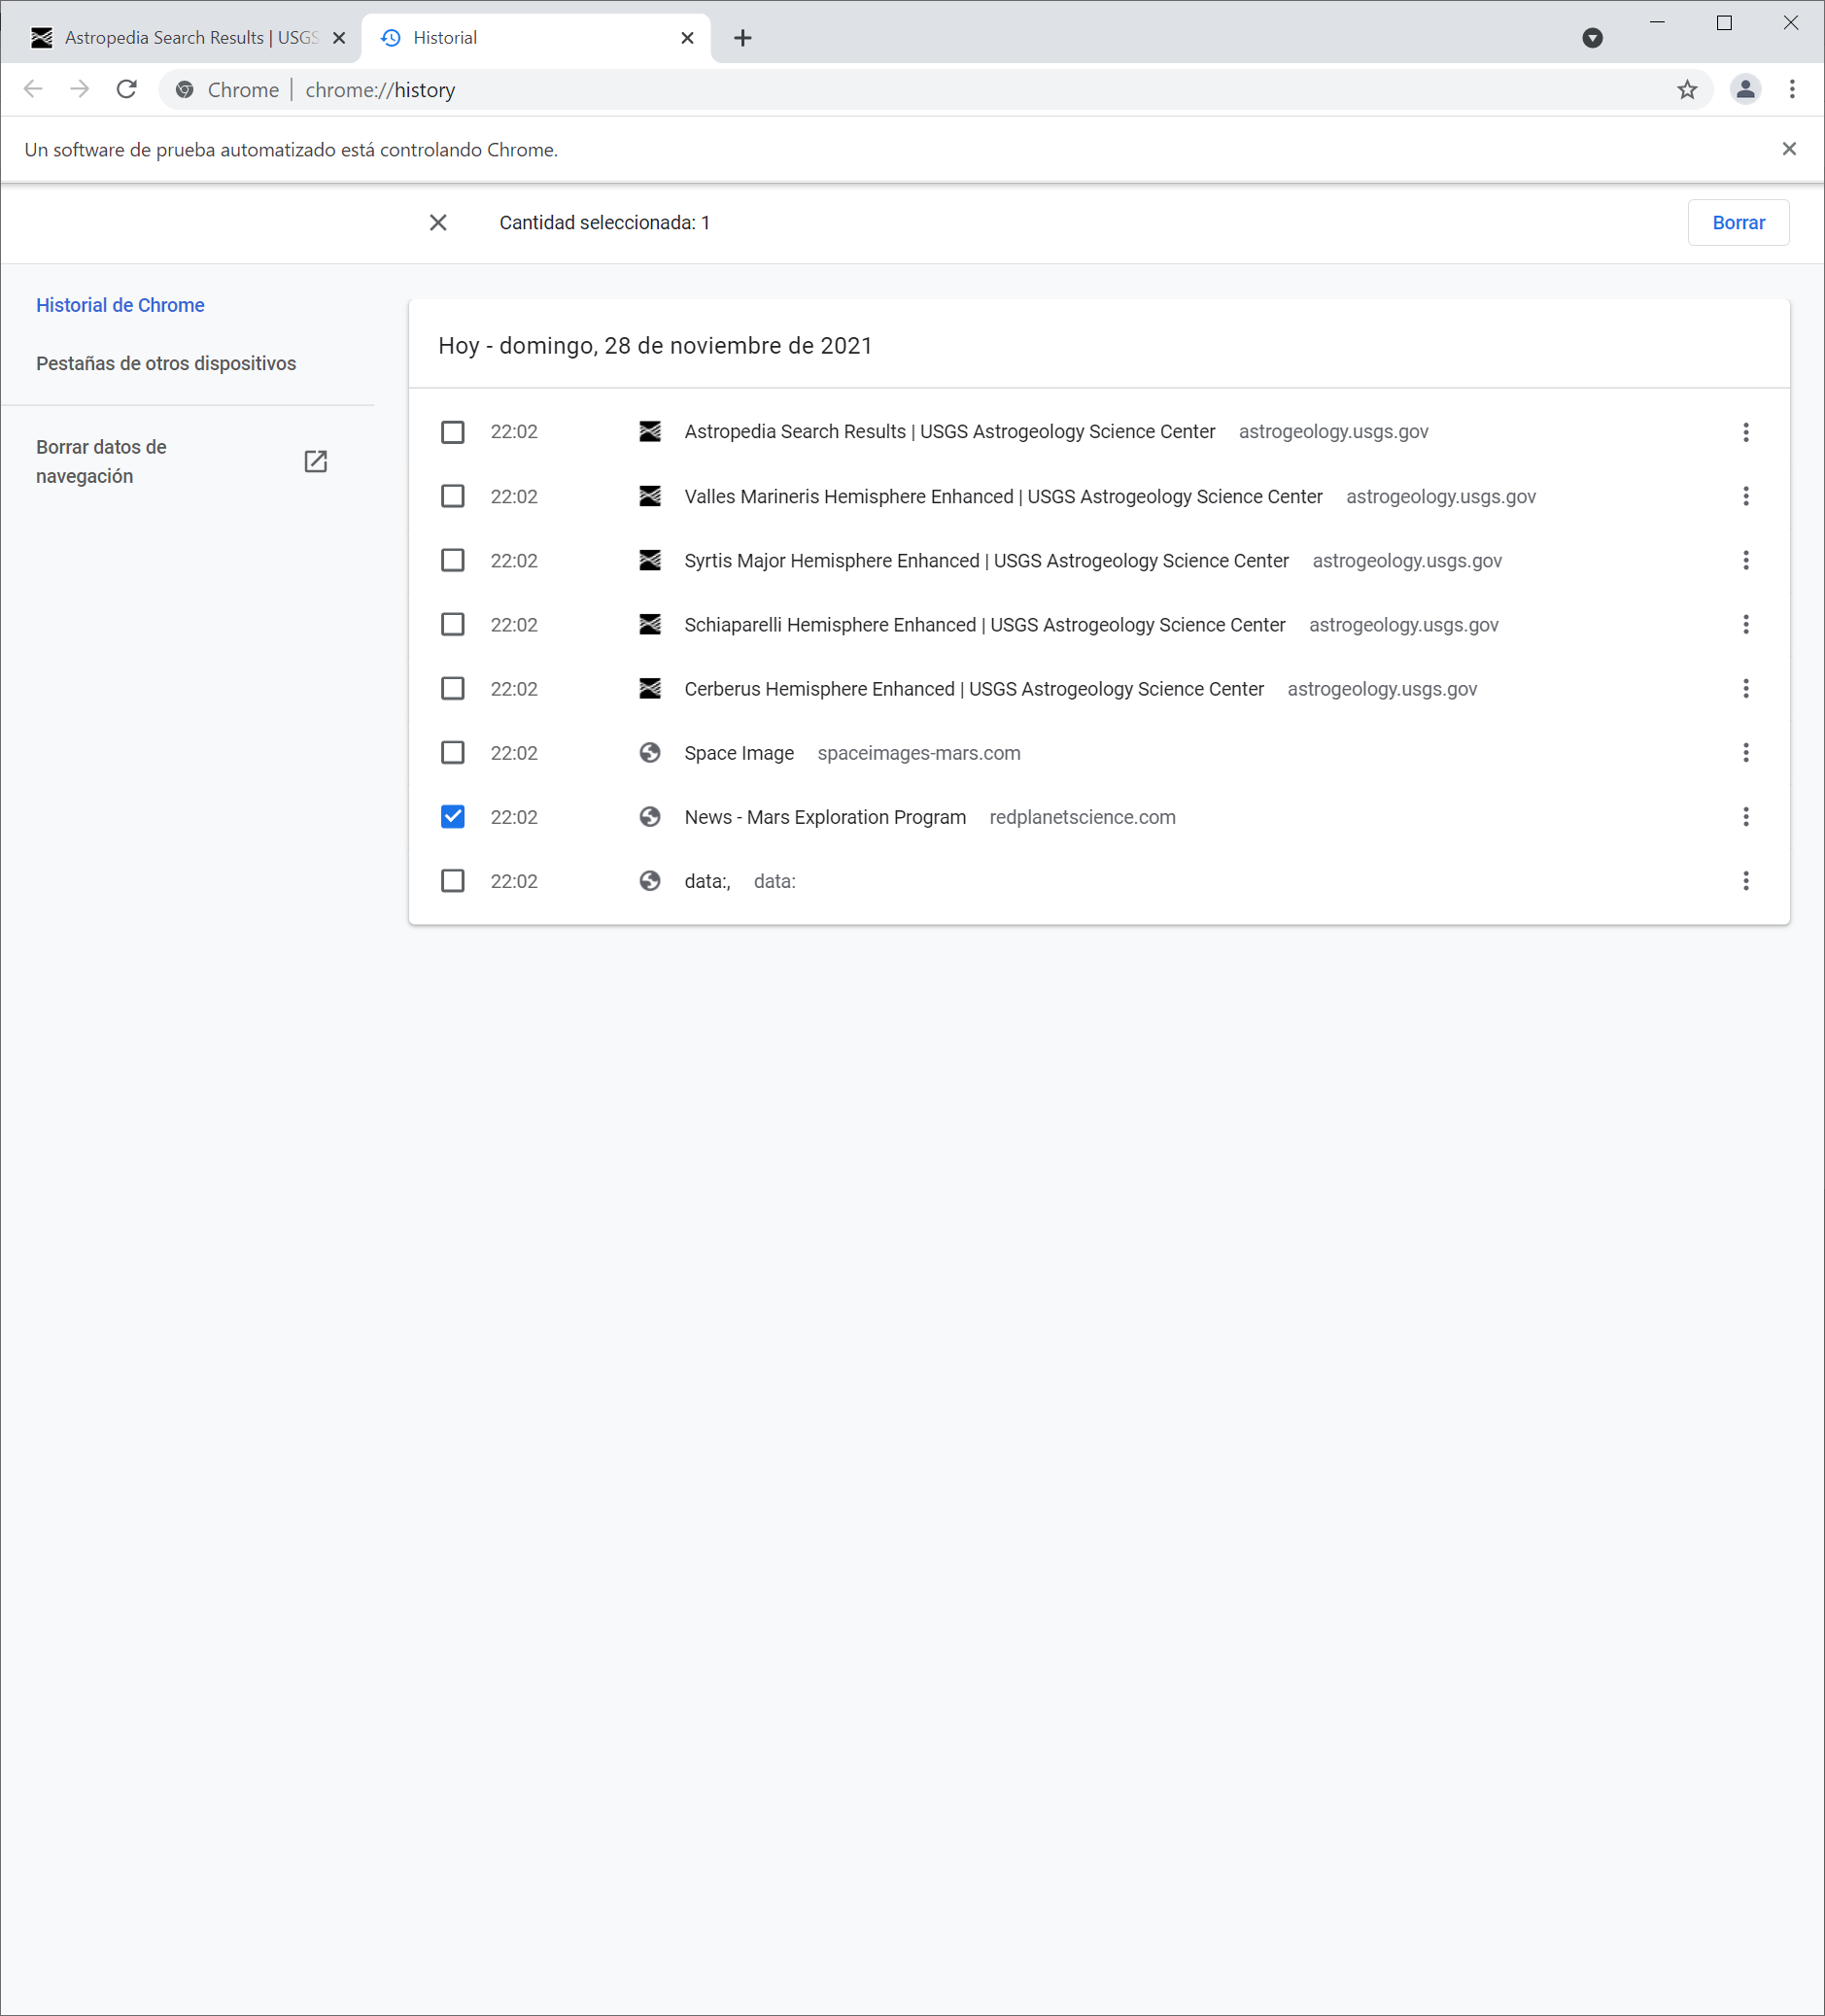 Astropedia Search Results | USGS
Historial
Chrome | chrome://history
Un software de prueba automatizado está controlando Chrome.
Cantidad seleccionada: 1
Borrar
Historial de Chrome
Pestañas de otros dispositivos
Borrar datos de
navegación
Hoy - domingo, 28 de noviembre de 2021
22:02 Astropedia Search Results | USGS Astrogeology Science Center astrogeology.usgs.gov
22:02 Valles Marineris Hemisphere Enhanced | USGS Astrogeology Science Center astrogeology.usgs.gov
22:02 Syrtis Major Hemisphere Enhanced | USGS Astrogeology Science Center astrogeology.usgs.gov
22:02 Schiaparelli Hemisphere Enhanced | USGS Astrogeology Science Center astrogeology.usgs.gov
22:02 Cerberus Hemisphere Enhanced | USGS Astrogeology Science Center astrogeology.usgs.gov
22:02 Space Image spaceimages-mars.com
22:02 News - Mars Exploration Program redplanetscience.com
22:02 data:, data: